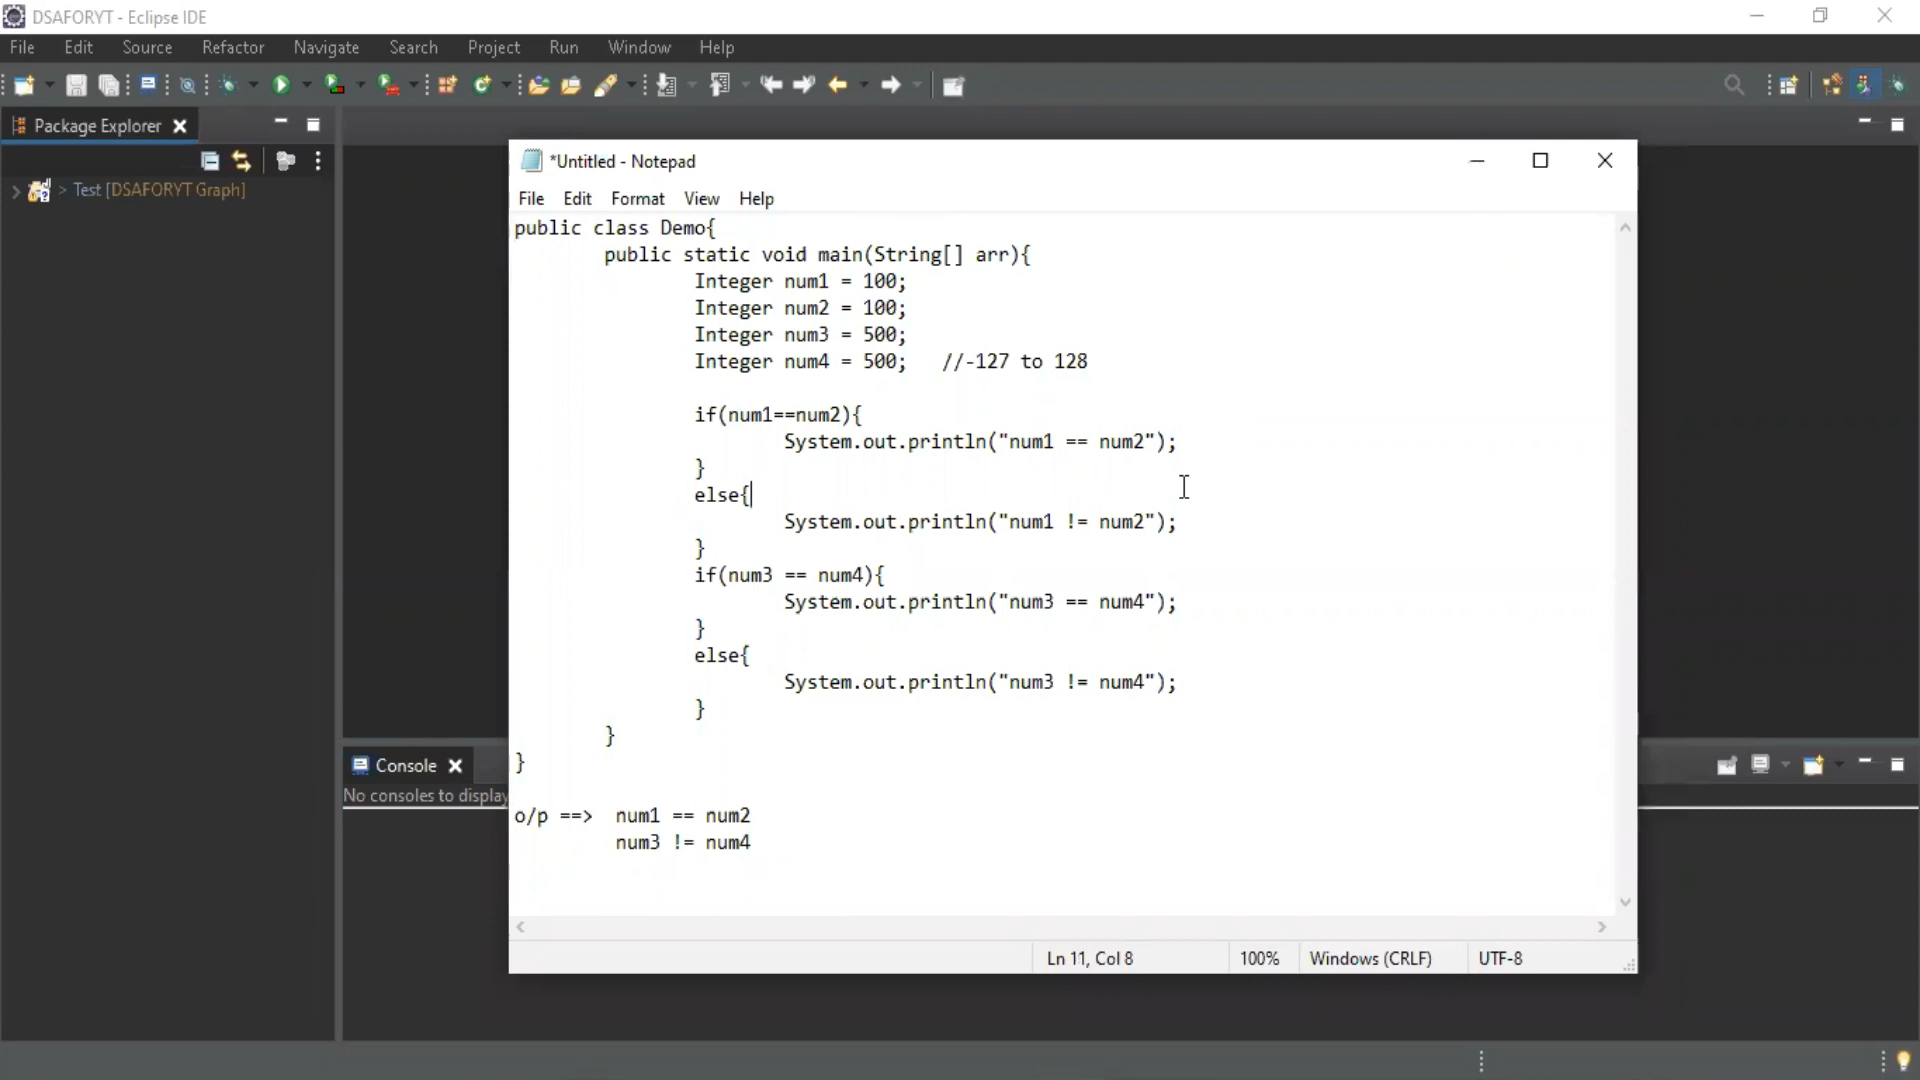 DSAFORYT - Eclipse IDE
File Edit Source Refactor Navigate Search Project Run Window Help
Package Explorer
> Test [DSAFORYT Graph]
*Untitled - Notepad
File Edit Format View Help
public class Demo{
public static void main(String[] arr){
Integer num1 = 100;
Integer num2 = 100;
Integer num3 = 500;
Integer num4 = 500; //-127 to 128
if(num1==num2){
System.out.println("num1 == num2");
}
else{
System.out.println("num1 != num2");
}
if(num3 == num4){
System.out.println("num3 == num4");
}
else{
System.out.println("num3 != num4");
}
}
}
o/p ==> num1 == num2
num3 != num4
Ln 11, Col 8 100% Windows (CRLF) UTF-8
Console
No consoles to display